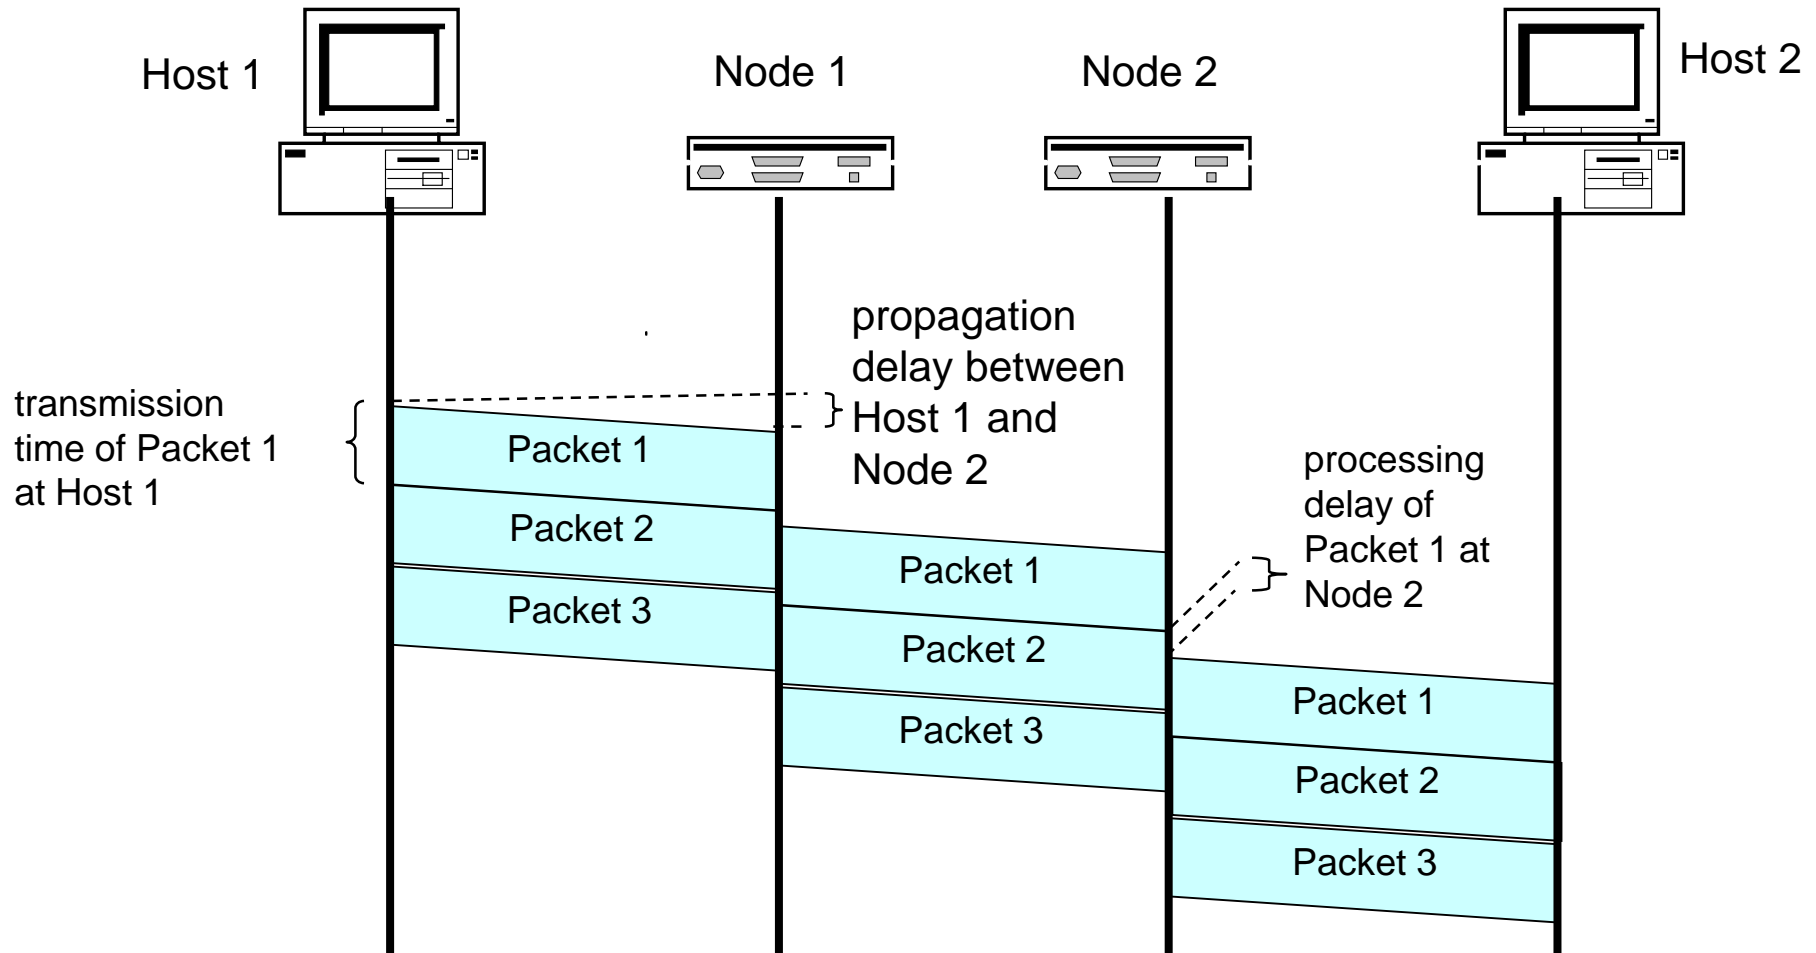 Host 1
Node 1
Node 2
Host 2
propagation
delay between
Host 1 and
Node 2
transmission
time of Packet 1
at Host 1
processing
delay of
Packet 1 at
Node 2
Packet 1
Packet 2
Packet 3
Packet 1
Packet 2
Packet 3
Packet 1
Packet 2
Packet 3